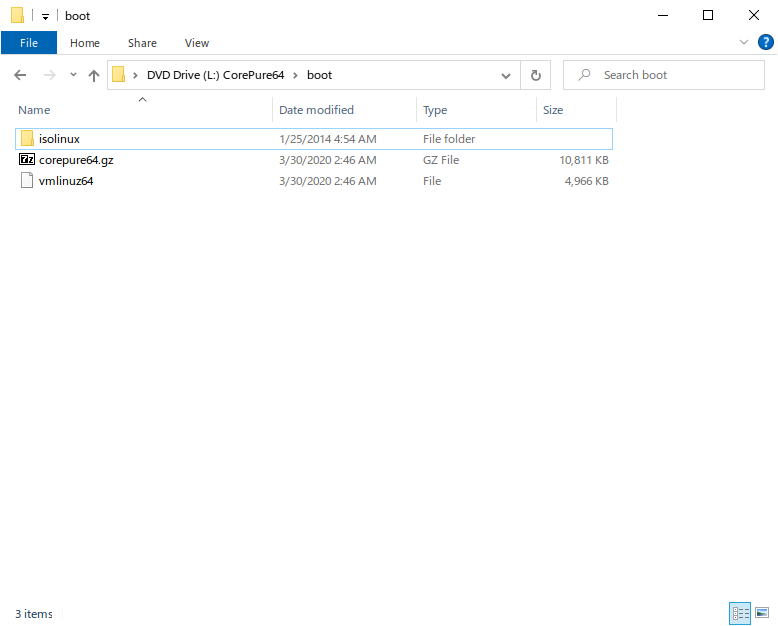 boot
File Home Share View ?
DVD Drive (L:) CorePure64 boot Search boot
Name Date modified Type Size
isolinux 1/25/2014 4:54 AM File folder
7z corepure64.gz 3/30/2020 2:46 AM GZ File 10,811 KB
vmlinuz64 3/30/2020 2:46 AM File 4,966 KB
3 items